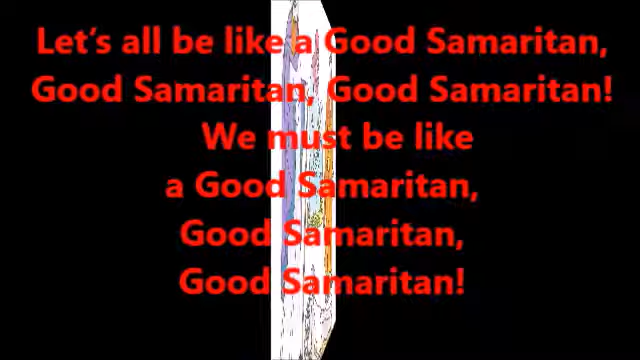 Let’s all be like a Good Samaritan,
Good Samaritan, Good Samaritan!
We must be like
a Good Samaritan,
Good Samaritan,
Good Samaritan!